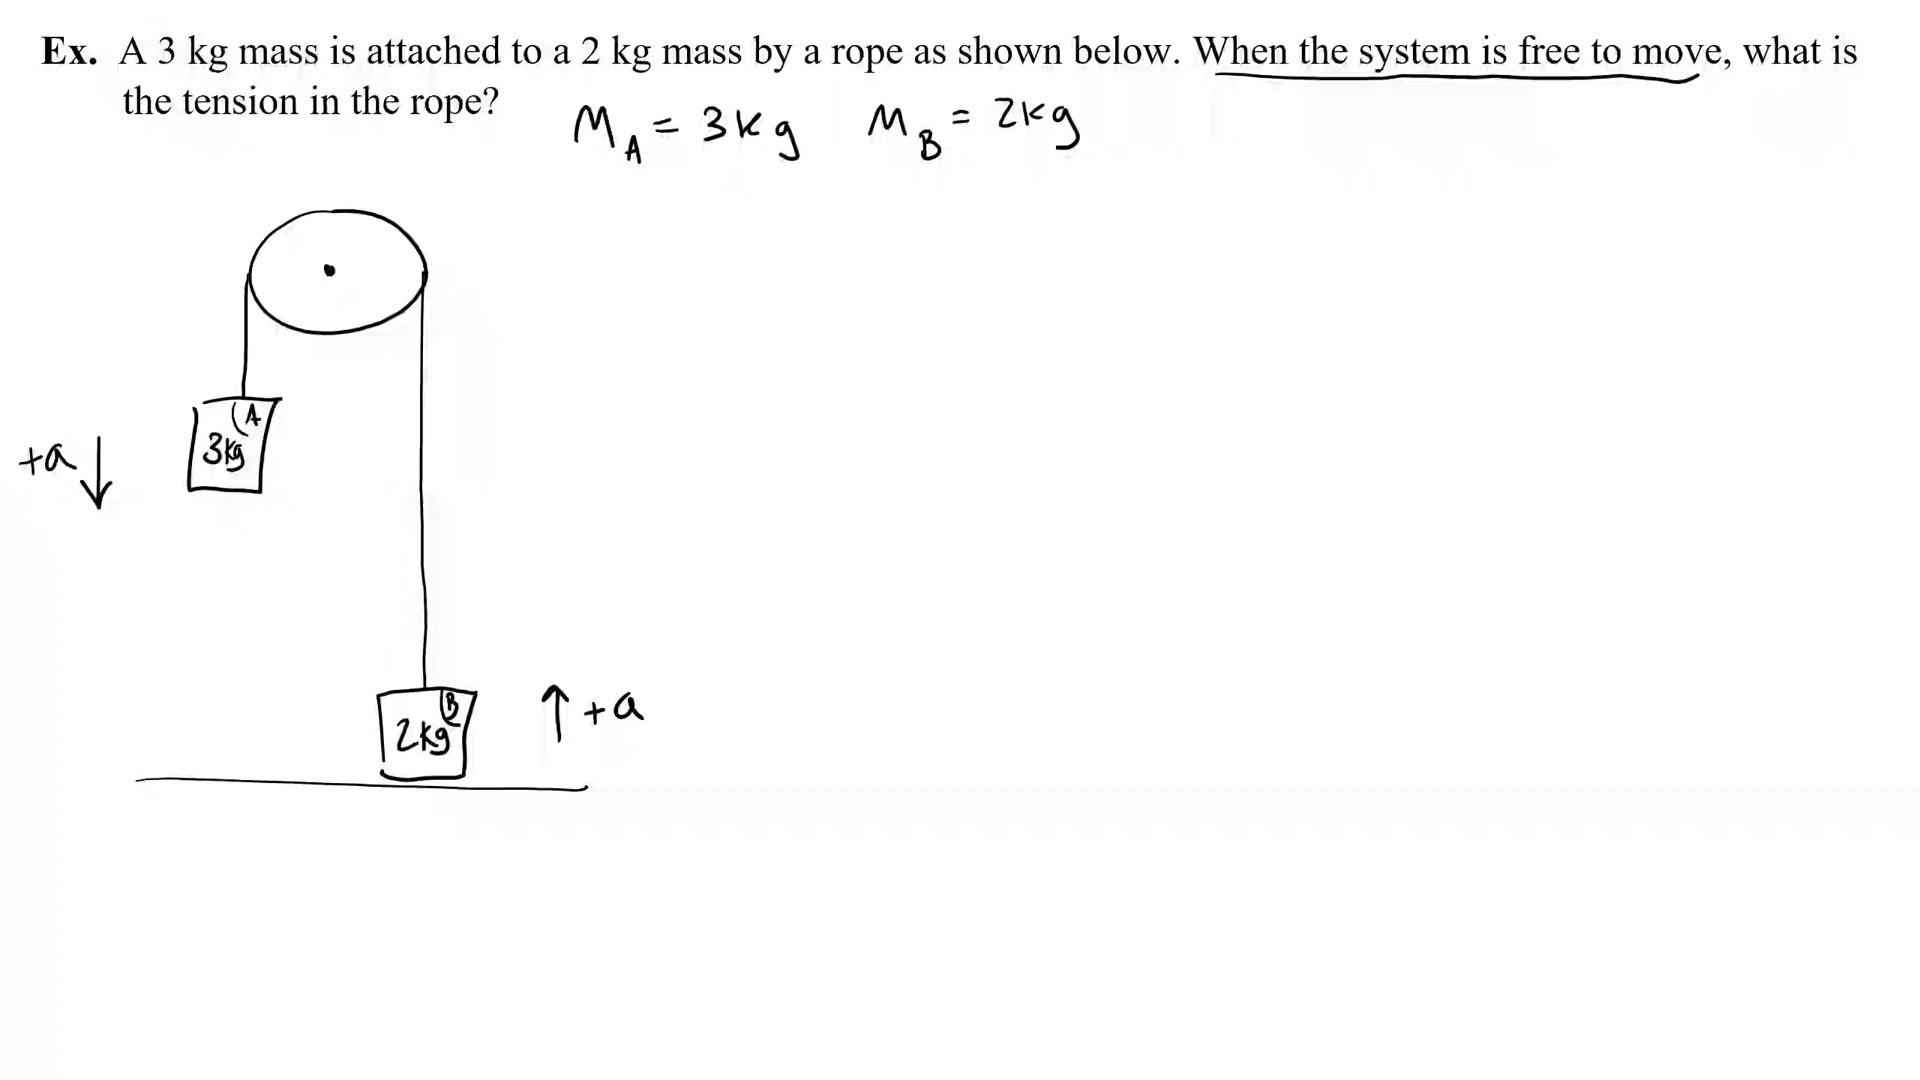 Ex. A 3 kg mass is attached to a 2 kg mass by a rope as shown below. When the system is free to move, what is
the tension in the rope?
M_A = 3kg M_B = 2kg
A
3kg
+a
B
2kg
+a